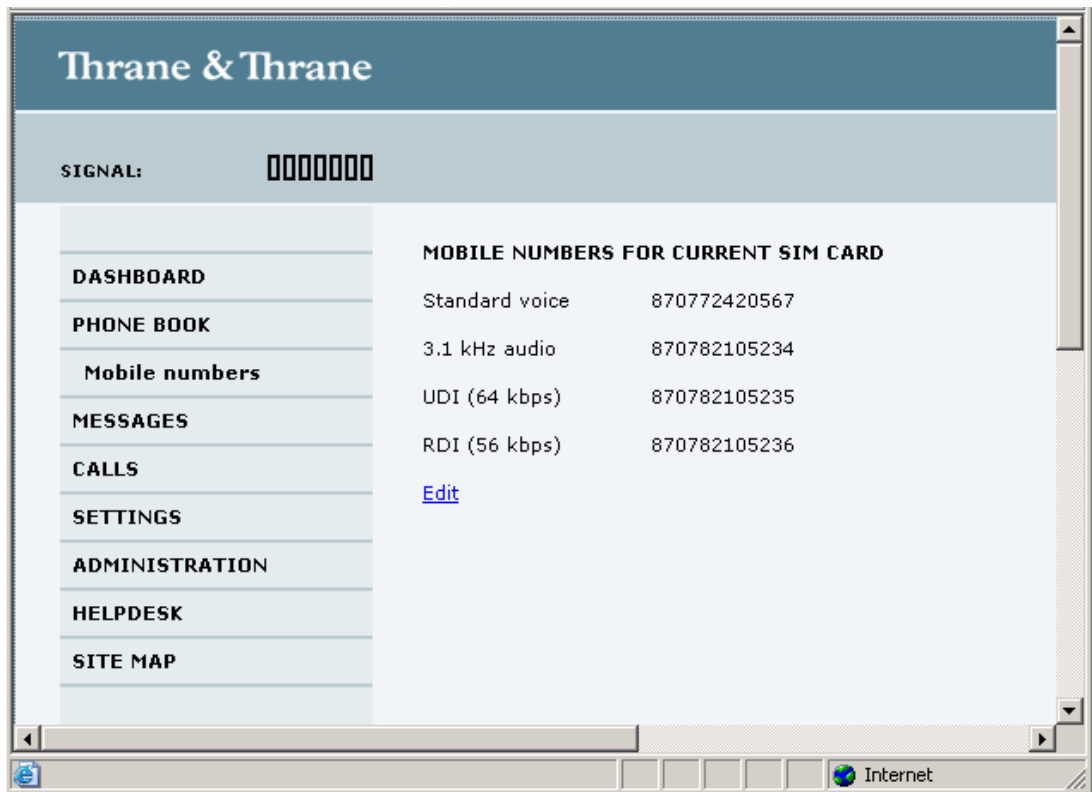 Thrane & Thrane
SIGNAL:
DASHBOARD
PHONE BOOK
Mobile numbers
MESSAGES
CALLS
SETTINGS
ADMINISTRATION
HELPDESK
SITE MAP
MOBILE NUMBERS FOR CURRENT SIM CARD
Standard voice 870772420567
3.1 kHz audio 870782105234
UDI (64 kbps) 870782105235
RDI (56 kbps) 870782105236
Edit
Internet